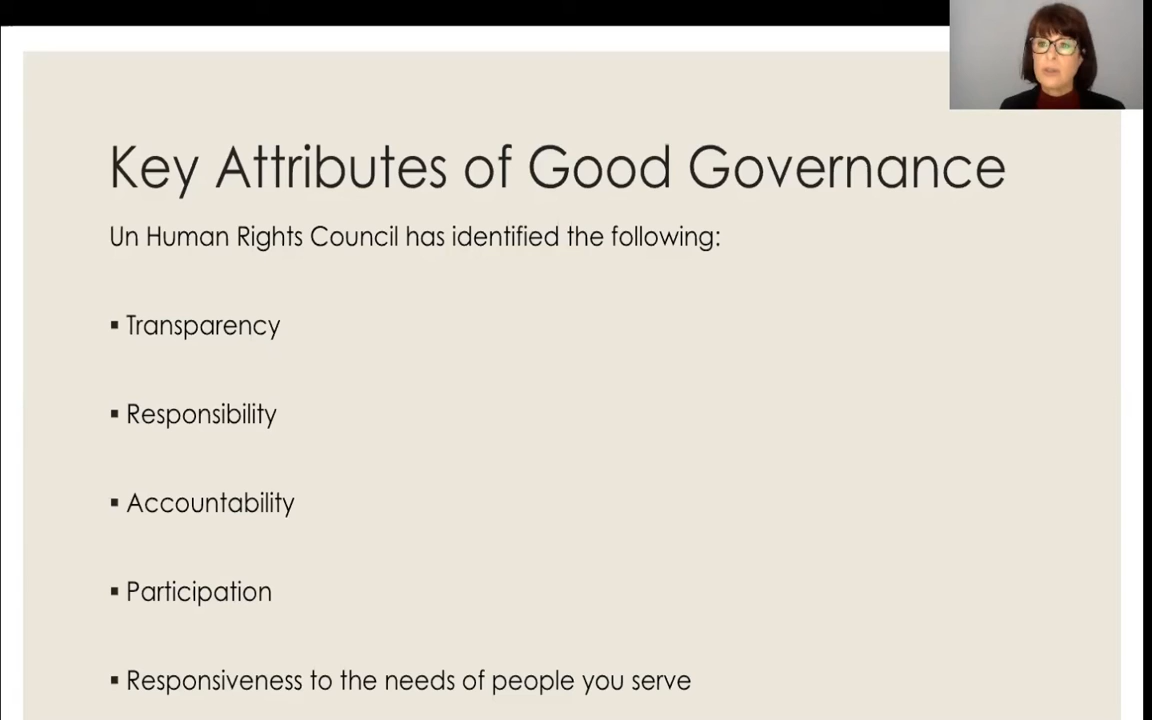 Key Attributes of Good Governance
Un Human Rights Council has identified the following:
▪ Transparency
▪ Responsibility
▪ Accountability
▪ Participation
▪ Responsiveness to the needs of people you serve